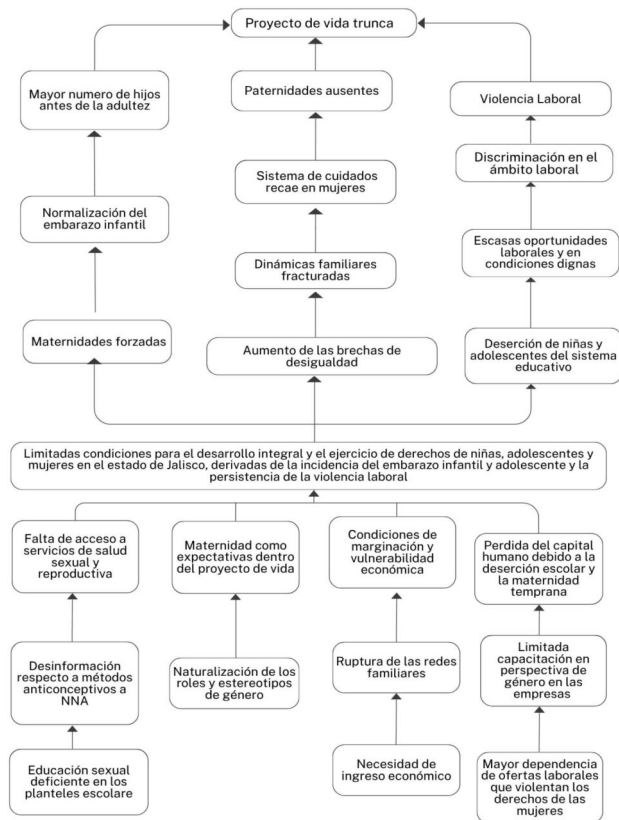 Proyecto de vida trunca
Mayor numero de hijos
antes de la adultez
Paternidades ausentes
Violencia Laboral
Discriminación en el
ámbito laboral
Sistema de cuidados
recae en mujeres
Normalización del
embarazo infantil
Escasas oportunidades
laborales y en
condiciones dignas
Dinámicas familiares
fracturadas
Maternidades forzadas
Aumento de las brechas de
desigualdad
Deserción de niñas y
adolescentes del sistema
educativo
Limitadas condiciones para el desarrollo integral y el ejercicio de derechos de niñas, adolescentes y
mujeres en el estado de Jalisco, derivadas de la incidencia del embarazo infantil y adolescente y la
persistencia de la violencia laboral
Falta de acceso a
servicios de salud
sexual y
reproductiva
Maternidad como
expectativas dentro
del proyecto de vida
Condiciones de
marginación y
vulnerabilidad
económica
Perdida del capital
humano debido a la
deserción escolar y
la maternidad
temprana
Desinformación
respecto a métodos
anticonceptivos a
NNA
Naturalización de los
roles y estereotipos
de género
Ruptura de las redes
familiares
Limitada
capacitación en
perspectiva de
género en las
empresas
Educación sexual
deficiente en los
planteles escolare
Necesidad de
ingreso económico
Mayor dependencia
de ofertas laborales
que violentan los
derechos de las
mujeres